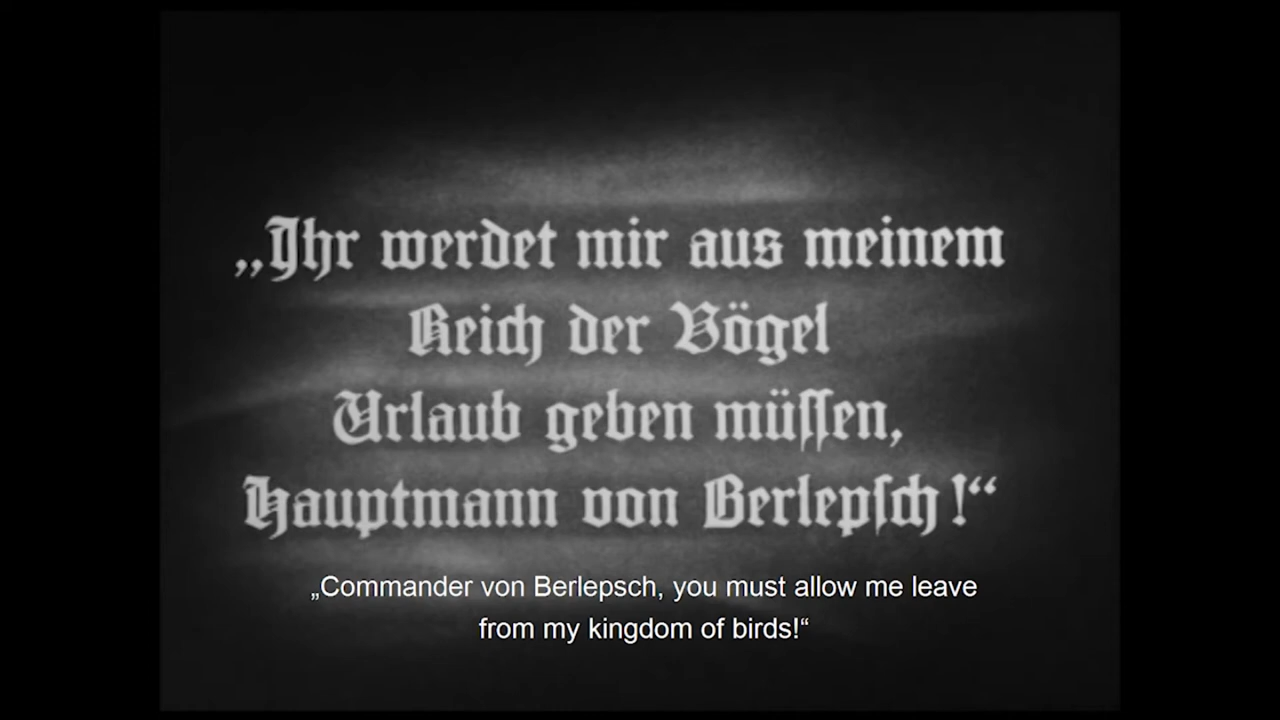 „Ihr werdet mir aus meinem
Reich der Vögel
Urlaub geben müſſen,
Hauptmann von Berlepſch!“
„Commander von Berlepsch, you must allow me leave
from my kingdom of birds!“